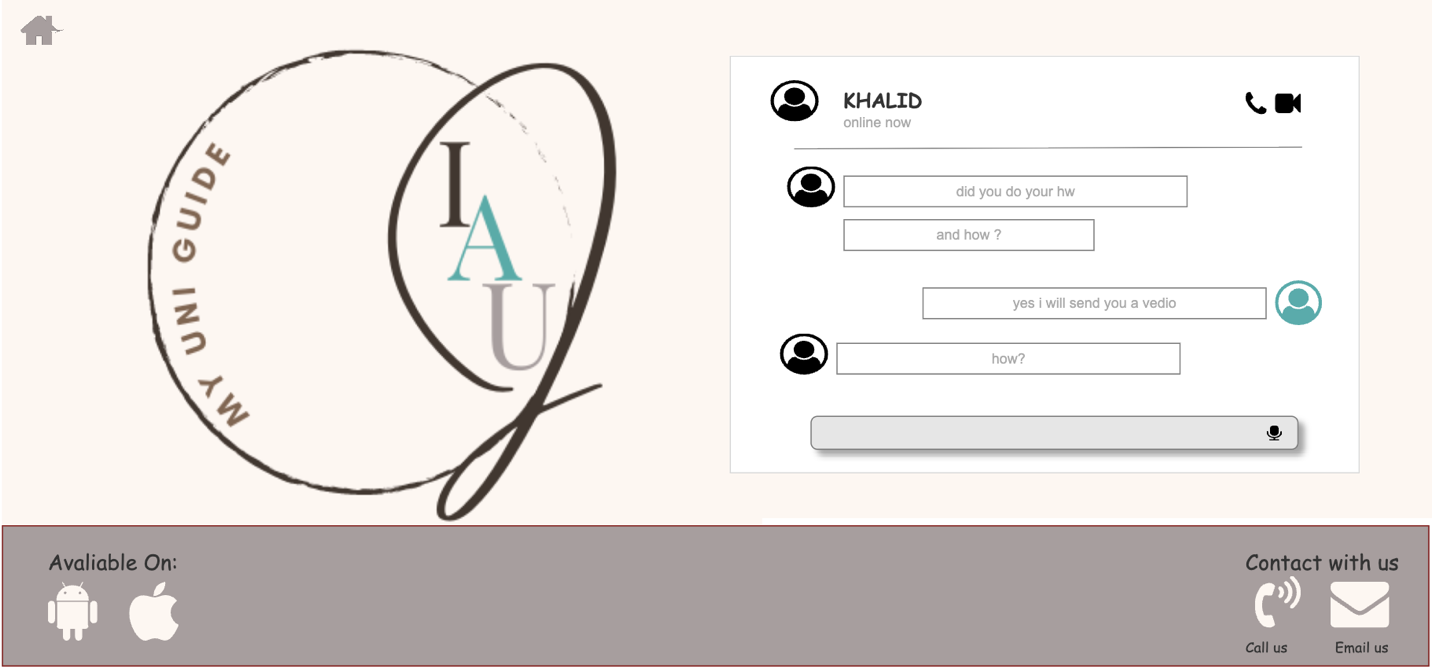 MY UNI GUIDE
I
A
U
KHALID
online now
did you do your hw
and how ?
yes i will send you a vedio
how?
Avaliable On:
Contact with us
Call us
Email us